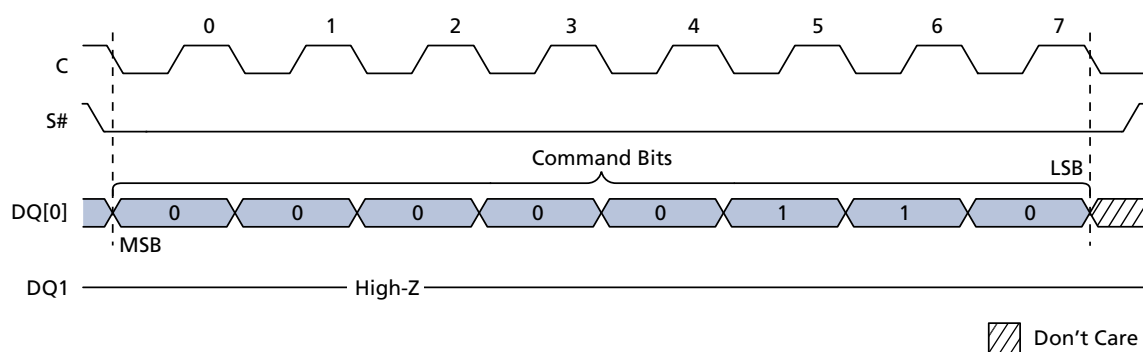 0 1 2 3 4 5 6 7
C
S#
Command Bits
LSB
DQ[0] 0 0 0 0 0 1 1 0
MSB
DQ1 High-Z
Don't Care